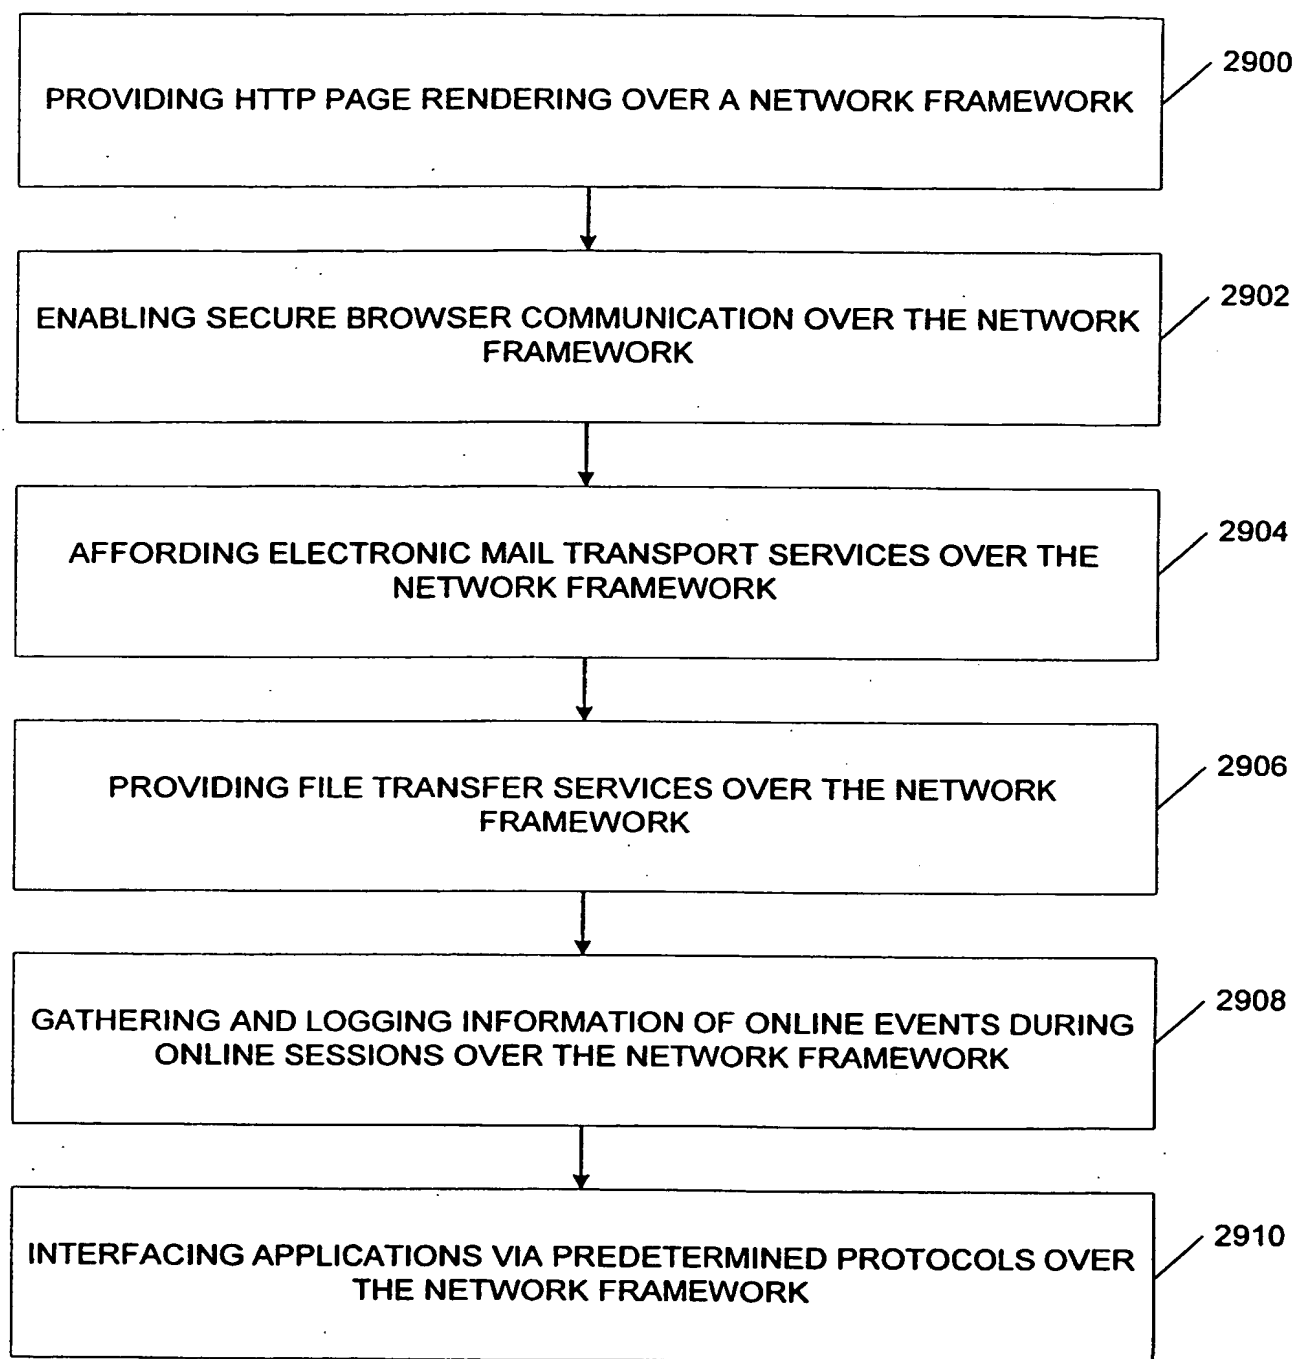 PROVIDING HTTP PAGE RENDERING OVER A NETWORK FRAMEWORK
2900
ENABLING SECURE BROWSER COMMUNICATION OVER THE NETWORK
FRAMEWORK
2902
AFFORDING ELECTRONIC MAIL TRANSPORT SERVICES OVER THE
NETWORK FRAMEWORK
2904
PROVIDING FILE TRANSFER SERVICES OVER THE NETWORK
FRAMEWORK
2906
GATHERING AND LOGGING INFORMATION OF ONLINE EVENTS DURING
ONLINE SESSIONS OVER THE NETWORK FRAMEWORK
2908
INTERFACING APPLICATIONS VIA PREDETERMINED PROTOCOLS OVER
THE NETWORK FRAMEWORK
2910